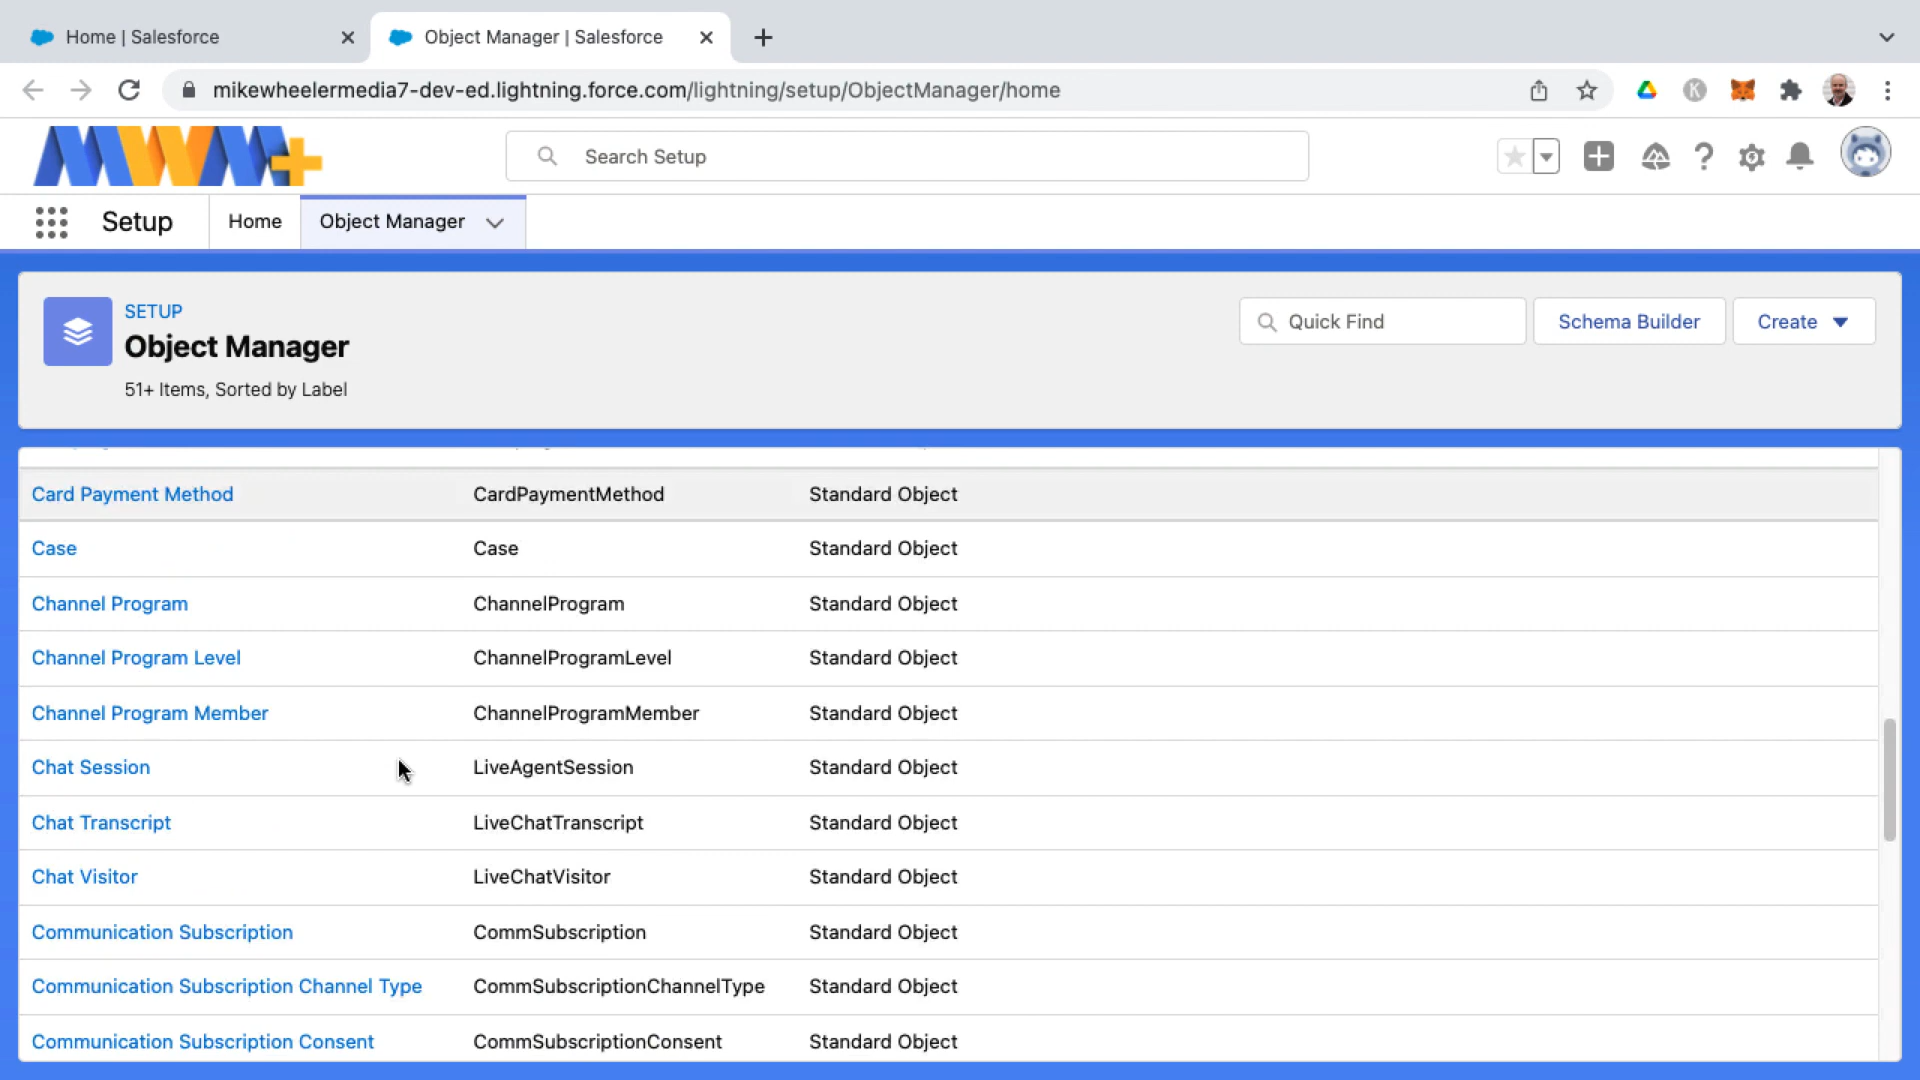 Home | Salesforce
Object Manager | Salesforce
mikewheelermedia7-dev-ed.lightning.force.com/lightning/setup/ObjectManager/home
K
MWM+
Search Setup
Setup
Home
Object Manager
SETUP
Object Manager
51+ Items, Sorted by Label
Quick Find
Schema Builder
Create
Card Payment Method CardPaymentMethod Standard Object
Case Case Standard Object
Channel Program ChannelProgram Standard Object
Channel Program Level ChannelProgramLevel Standard Object
Channel Program Member ChannelProgramMember Standard Object
Chat Session LiveAgentSession Standard Object
Chat Transcript LiveChatTranscript Standard Object
Chat Visitor LiveChatVisitor Standard Object
Communication Subscription CommSubscription Standard Object
Communication Subscription Channel Type CommSubscriptionChannelType Standard Object
Communication Subscription Consent CommSubscriptionConsent Standard Object